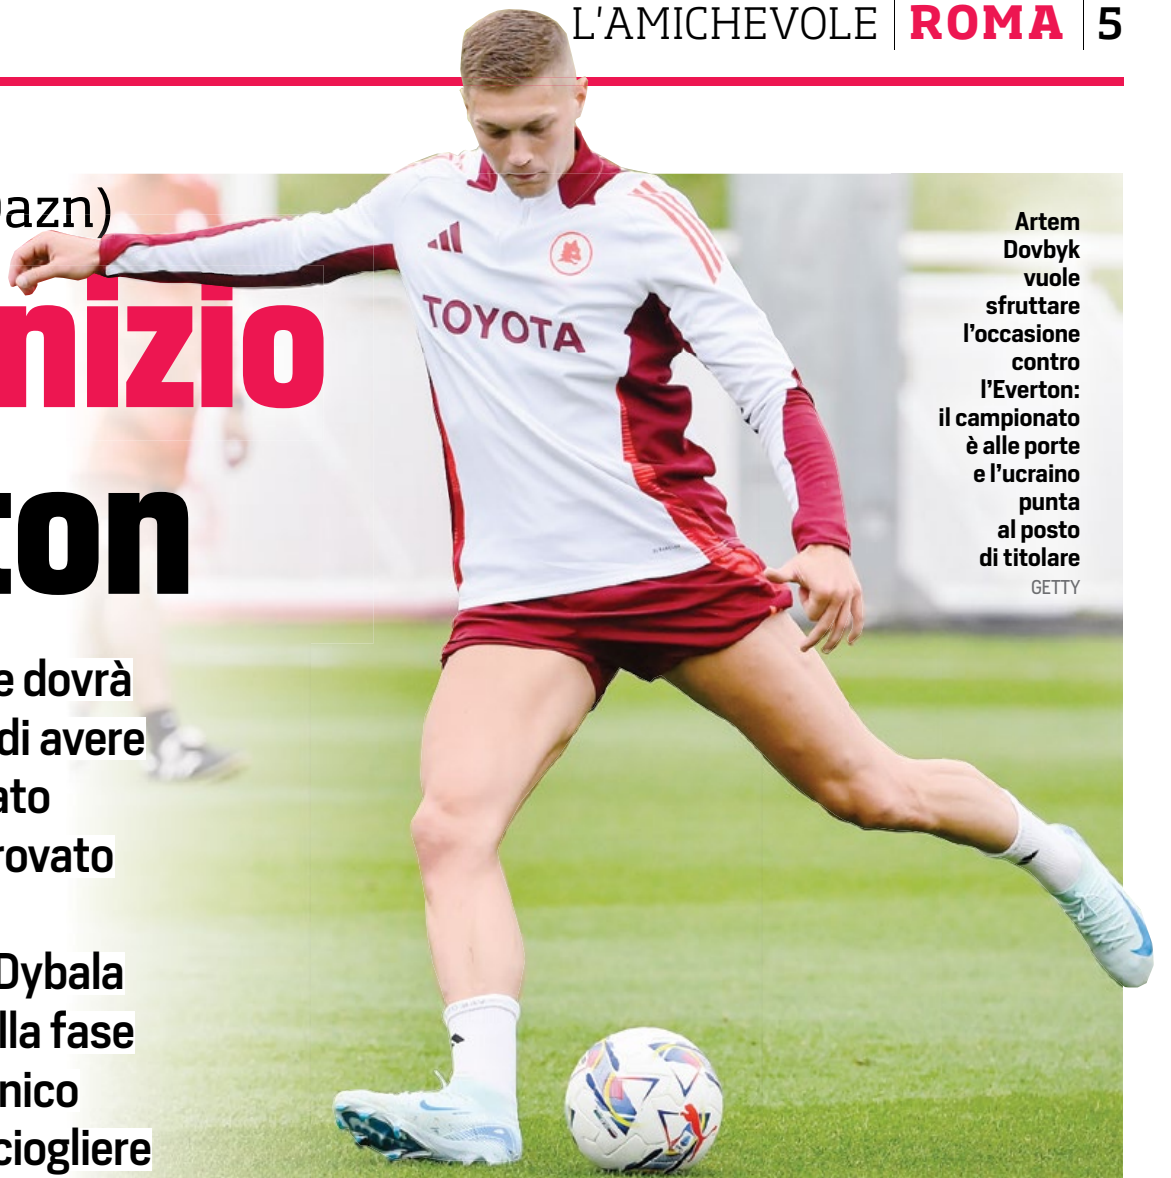 L'AMICHEVOLE ROMA 5
azn)
nizio
ton
e dovrà
di avere
ato
rovato
Dybala
lla fase
nico
ciogliere
TOYOTA
Artem
Dovbyk
vuole
sfruttare
l'occasione
contro
l'Everton:
il campionato
è alle porte
e l'ucraino
punta
al posto
di titolare
GETTY